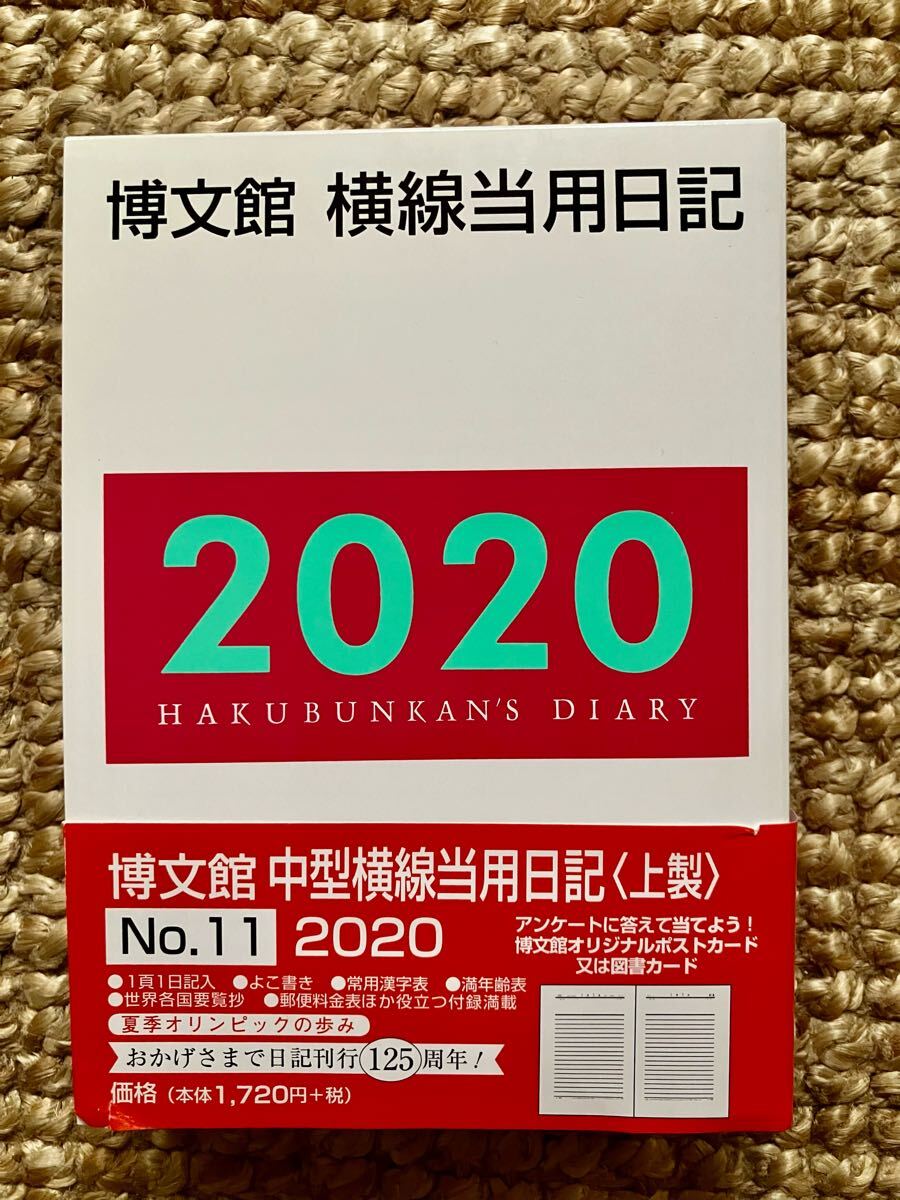 博文館 横線当用日記
2020
HAKUBUNKAN'S DIARY
博文館 中型横線当用日記〈上製〉
No.11 2020
アンケートに答えて当てよう!
博文館オリジナルポストカード
又は図書カード
●1頁1日記入 ●よこ書き ●常用漢字表 ●満年齢表
●世界各国要覧抄 ●郵便料金表ほか役立つ付録満載
夏季オリンピックの歩み
おかげさまで日記刊行125周年!
価格(本体1,720円+税)